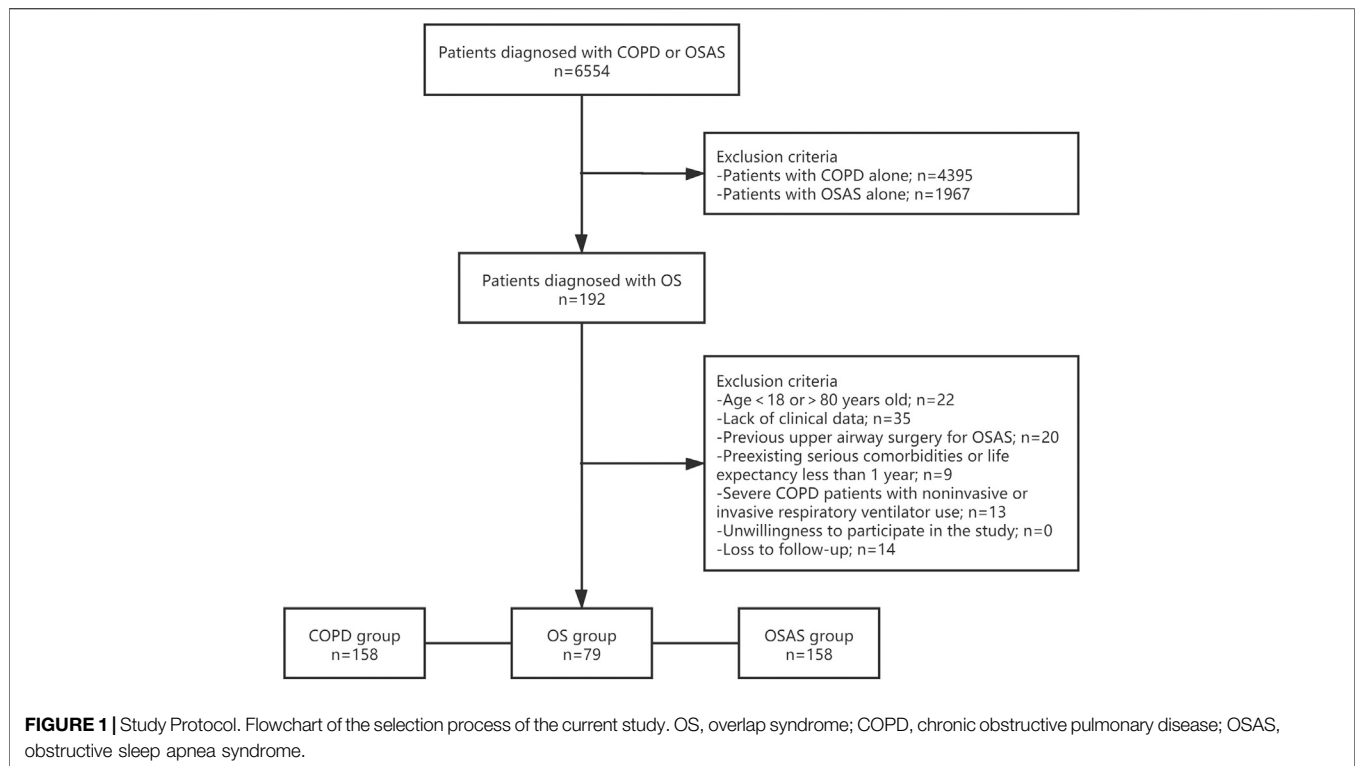 Patients diagnosed with COPD or OSAS
n=6554
Exclusion criteria
-Patients with COPD alone; n=4395
-Patients with OSAS alone; n=1967
Patients diagnosed with OS
n=192
Exclusion criteria
-Age < 18 or > 80 years old; n=22
-Lack of clinical data; n=35
-Previous upper airway surgery for OSAS; n=20
-Preexisting serious comorbidities or life
expectancy less than 1 year; n=9
-Severe COPD patients with noninvasive or
invasive respiratory ventilator use; n=13
-Unwillingness to participate in the study; n=0
-Loss to follow-up; n=14
COPD group
n=158
OS group
n=79
OSAS group
n=158
FIGURE 1 | Study Protocol. Flowchart of the selection process of the current study. OS, overlap syndrome; COPD, chronic obstructive pulmonary disease; OSAS,
obstructive sleep apnea syndrome.